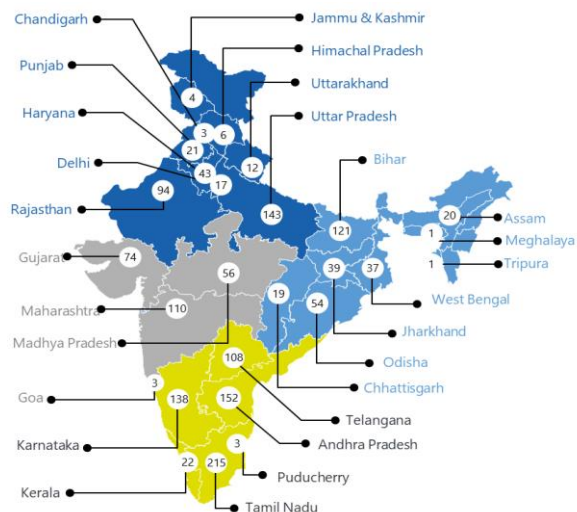 Chandigarh
Jammu & Kashmir
Punjab
Himachal Pradesh
Haryana
Uttarakhand
Delhi
Uttar Pradesh
Rajasthan
Bihar
4
3
6
21
43
12
17
94
143
121
20
Assam
1
Meghalaya
1
Tripura
Gujarat
74
56
39
37
West Bengal
19
54
Maharashtra
110
Jharkhand
Madhya Pradesh
Odisha
108
Chhattisgarh
3
Goa
138
152
Telangana
Karnataka
Andhra Pradesh
3
22
215
Puducherry
Kerala
Tamil Nadu